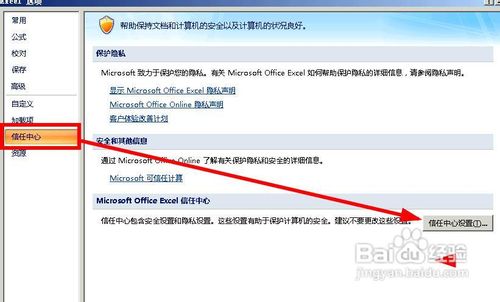 Excel 选项
常用
公式
校对
保存
高级
自定义
加载项
信任中心
资源
帮助保持文档和计算机的安全以及计算机的状况良好。
保护隐私
Microsoft 致力于保护您的隐私。有关 Microsoft Office Excel 如何帮助保护隐私的详细信息，请参阅隐私声明。
显示 Microsoft Office Excel 隐私声明
Microsoft Office Online 隐私声明
客户体验改善计划
安全和其他信息
通过 Microsoft Office Online 了解有关保护隐私和安全的详细信息。
Microsoft 可信任计算
Microsoft Office Excel 信任中心
信任中心包含安全设置和隐私设置。这些设置有助于保护计算机的安全。建议不要更改这些设置。
信任中心设置(T)...
Baidu 经验
jingyan.baidu.com